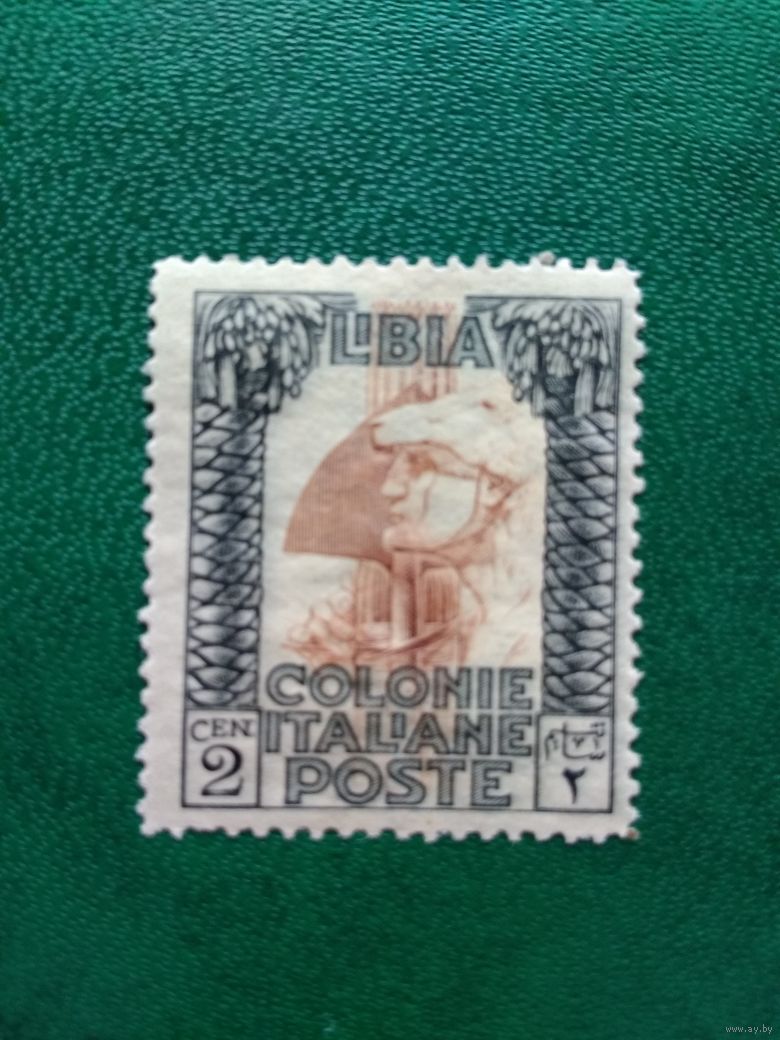 LIBIA
COLONIE
ITALIANE
POSTE
CEN.
2
٢
www.ay.by